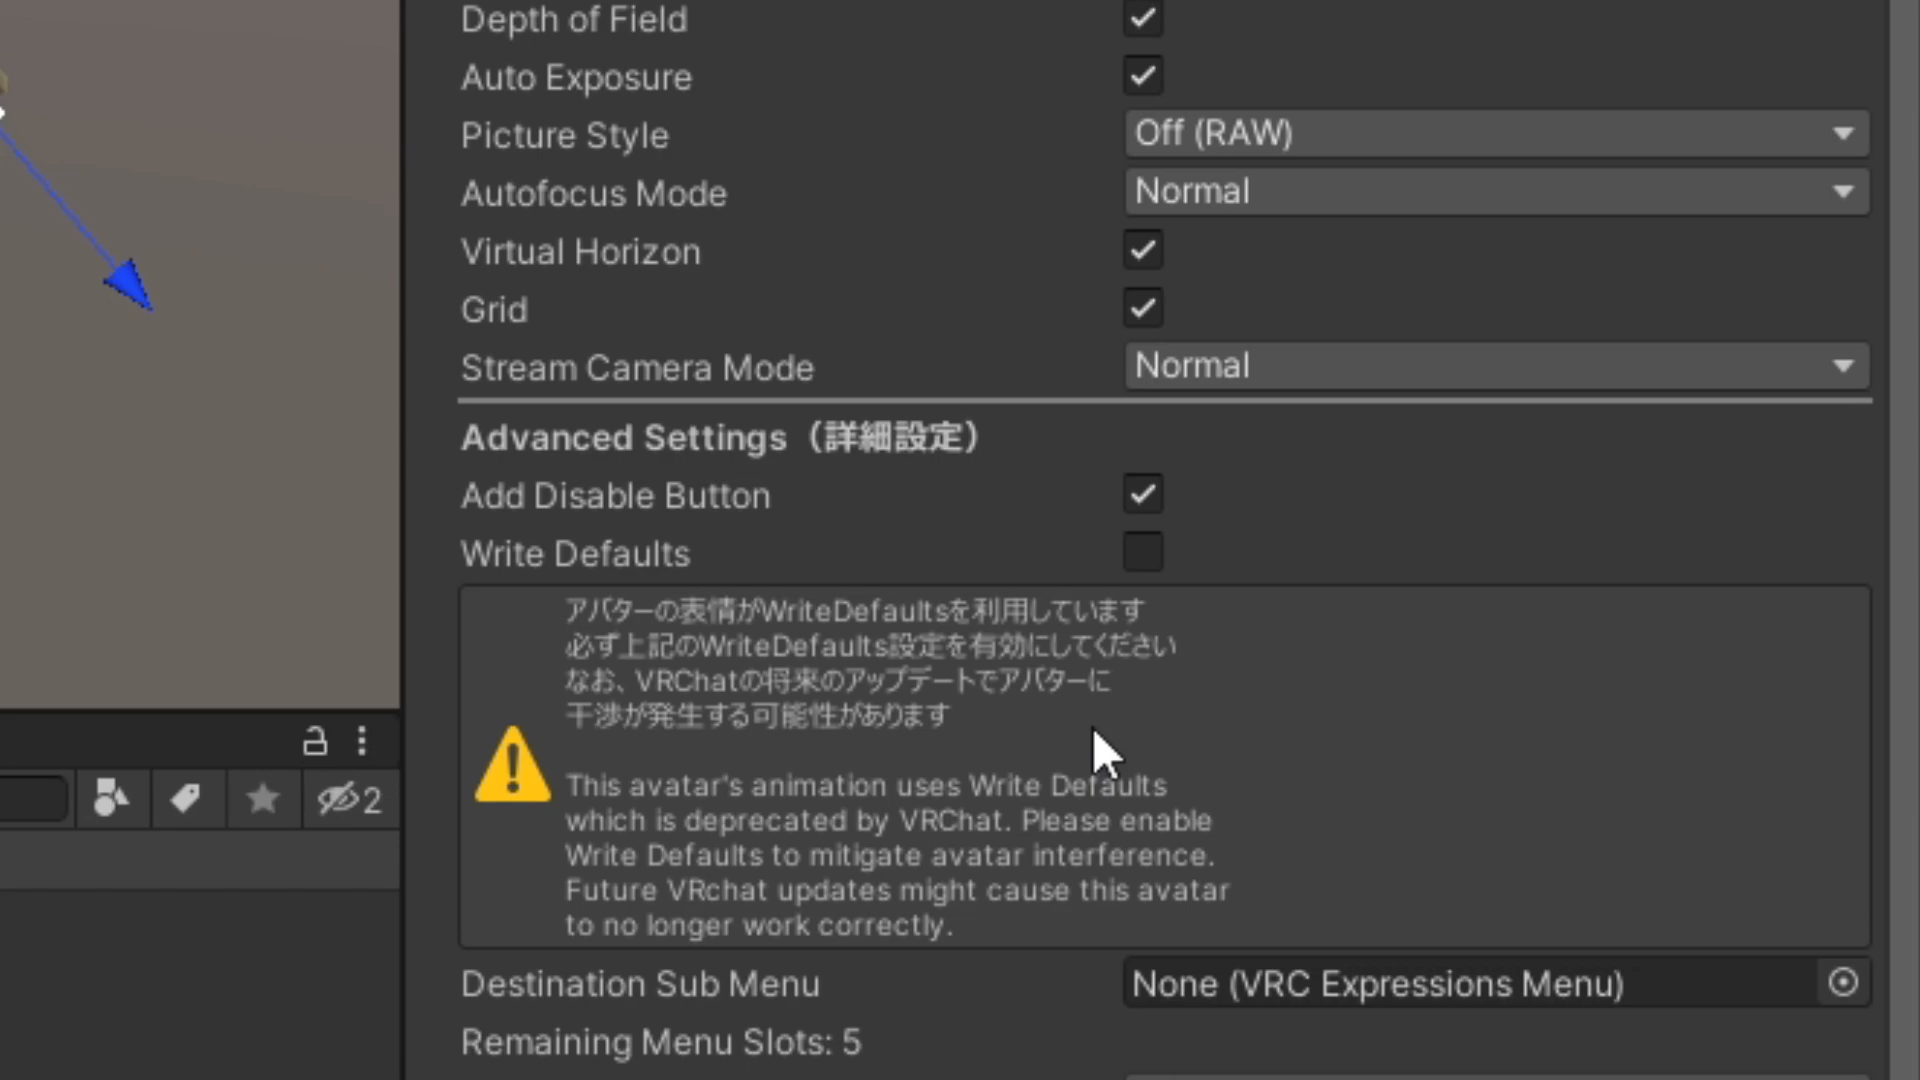 Depth of Field
Auto Exposure
Picture Style
Off (RAW)
Autofocus Mode
Normal
Virtual Horizon
Grid
Stream Camera Mode
Normal
Advanced Settings（詳細設定）
Add Disable Button
Write Defaults
アバターの表情がWriteDefaultsを利用しています
必ず上記のWriteDefaults設定を有効にしてください
なお、VRChatの将来のアップデートでアバターに
干渉が発生する可能性があります
This avatar's animation uses Write Defaults
which is deprecated by VRChat. Please enable
Write Defaults to mitigate avatar interference.
Future VRchat updates might cause this avatar
to no longer work correctly.
Destination Sub Menu
None (VRC Expressions Menu)
Remaining Menu Slots: 5
2